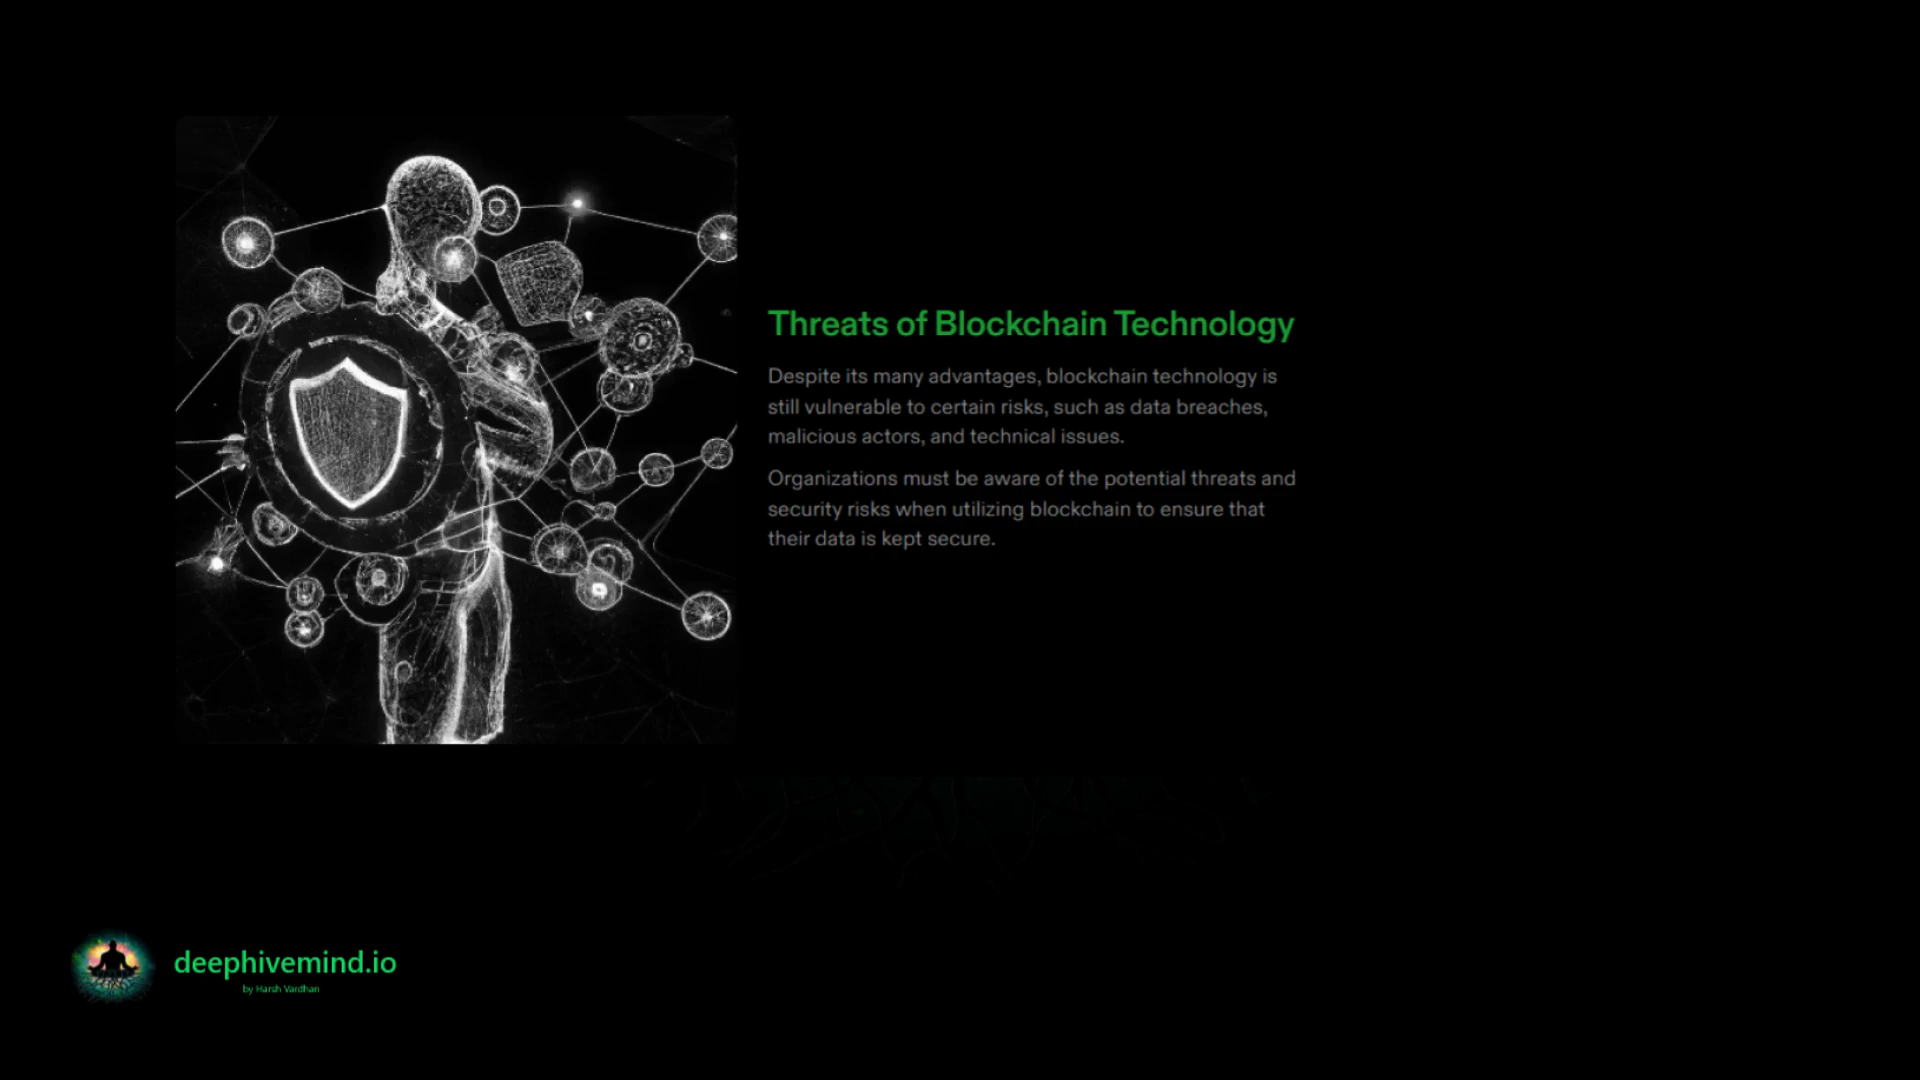 Threats of Blockchain Technology
Despite its many advantages, blockchain technology is
still vulnerable to certain risks, such as data breaches,
malicious actors, and technical issues.
Organizations must be aware of the potential threats and
security risks when utilizing blockchain to ensure that
their data is kept secure.
deephivemind.io
by Harsh Vardhan